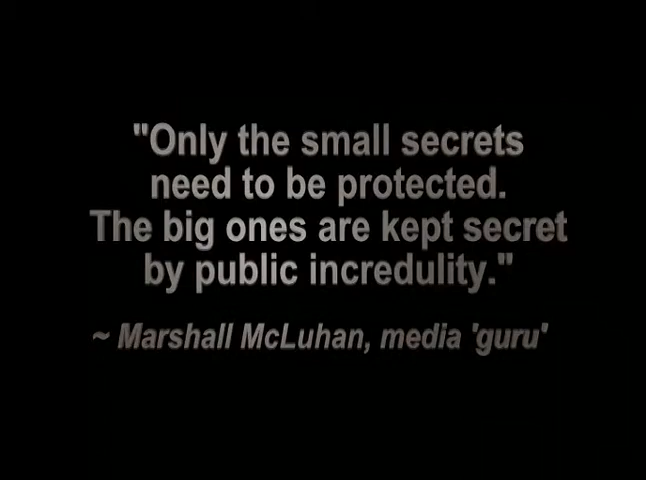 "Only the small secrets
need to be protected.
The big ones are kept secret
by public incredulity."
~ Marshall McLuhan, media 'guru'